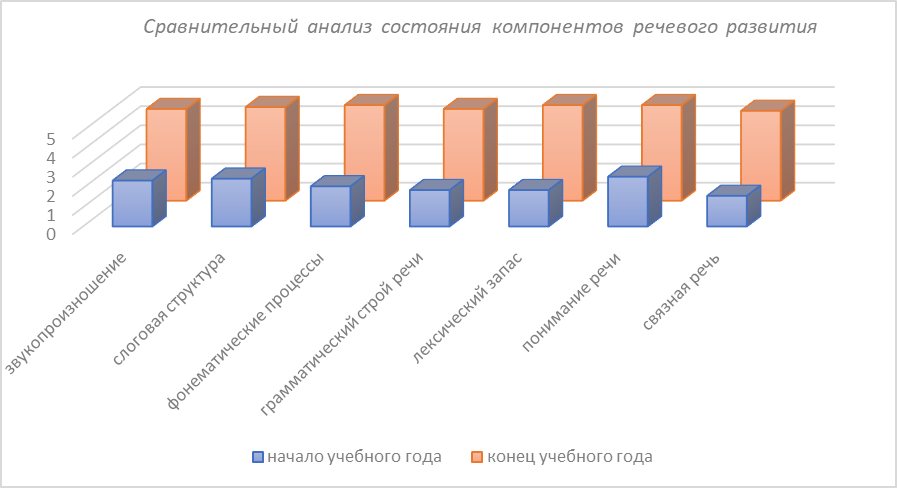 Сравнительный анализ состояния компонентов речевого развития
5
4
3
2
1
0
звукопроизношение
слоговая структура
фонематические процессы
грамматический строй речи
лексический запас
понимание речи
связная речь
начало учебного года
конец учебного года